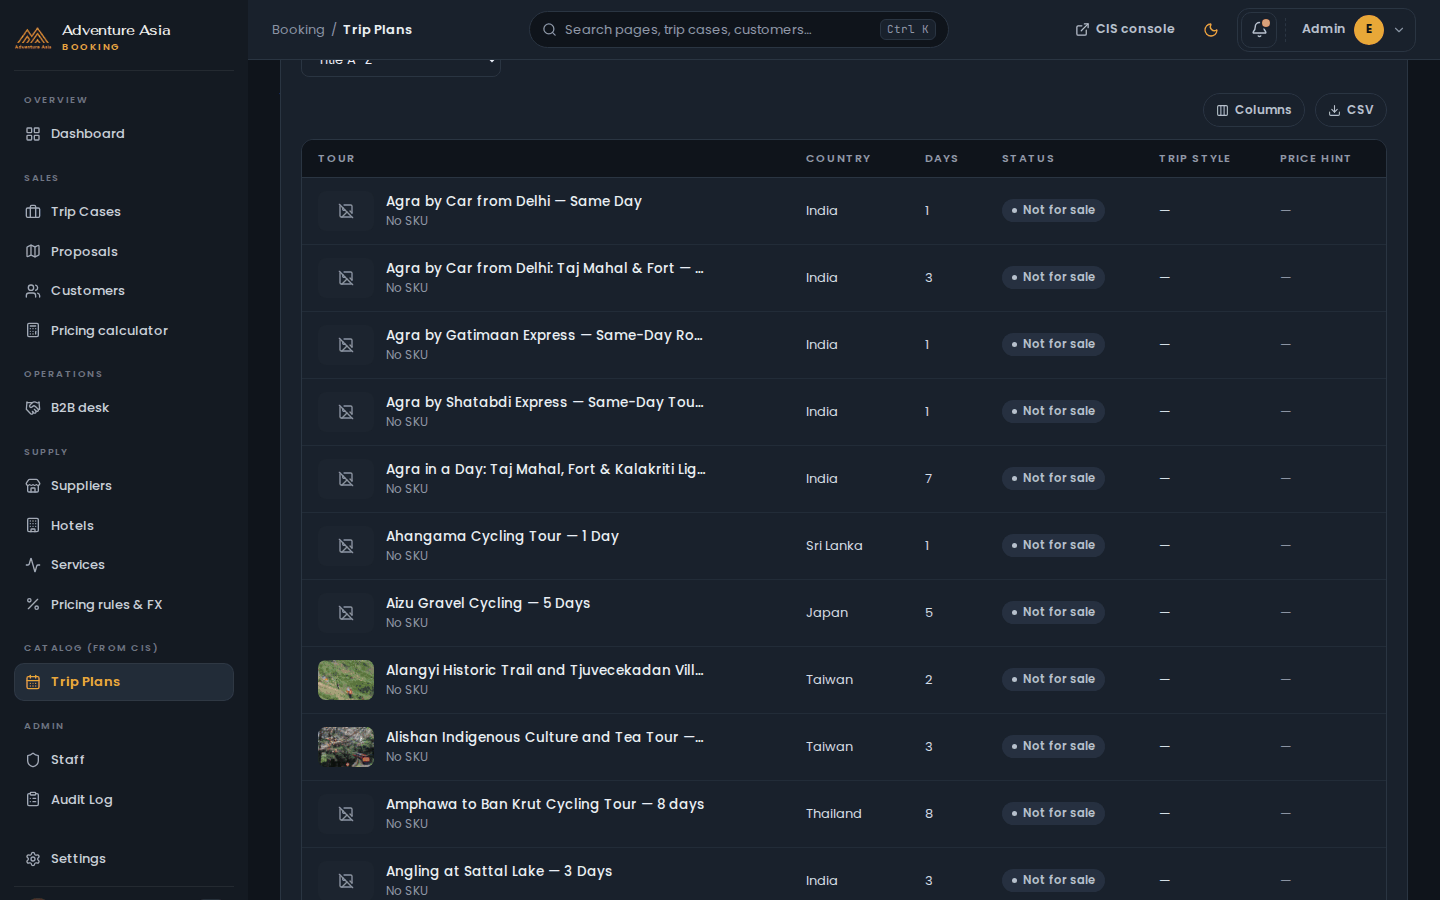 Adventure Asia
BOOKING
Adventure Asia
Booking / Trip Plans
Search pages, trip cases, customers...
Ctrl K
CIS console
Admin
E
OVERVIEW
Dashboard
SALES
Trip Cases
Proposals
Customers
Pricing calculator
OPERATIONS
B2B desk
SUPPLY
Suppliers
Hotels
Services
Pricing rules & FX
CATALOG (FROM CIS)
Trip Plans
ADMIN
Staff
Audit Log
Settings
Title A–Z
Columns
CSV
TOUR COUNTRY DAYS STATUS TRIP STYLE PRICE HINT
Agra by Car from Delhi — Same Day
No SKU
India 1 Not for sale — —
Agra by Car from Delhi: Taj Mahal & Fort — …
No SKU
India 3 Not for sale — —
Agra by Gatimaan Express — Same-Day Ro…
No SKU
India 1 Not for sale — —
Agra by Shatabdi Express — Same-Day Tou…
No SKU
India 1 Not for sale — —
Agra in a Day: Taj Mahal, Fort & Kalakriti Lig…
No SKU
India 7 Not for sale — —
Ahangama Cycling Tour — 1 Day
No SKU
Sri Lanka 1 Not for sale — —
Aizu Gravel Cycling — 5 Days
No SKU
Japan 5 Not for sale — —
Alangyi Historic Trail and Tjuvecekadan Vill…
No SKU
Taiwan 2 Not for sale — —
Alishan Indigenous Culture and Tea Tour —…
No SKU
Taiwan 3 Not for sale — —
Amphawa to Ban Krut Cycling Tour — 8 days
No SKU
Thailand 8 Not for sale — —
Angling at Sattal Lake — 3 Days
No SKU
India 3 Not for sale — —